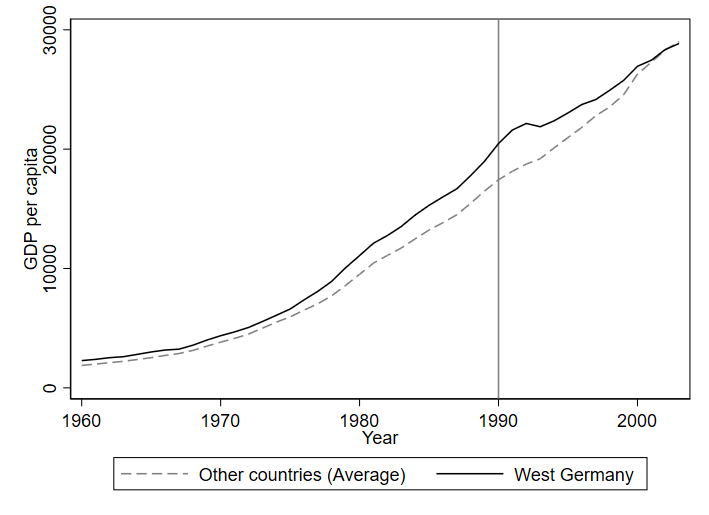 30000
20000
10000
0
GDP per capita
1960 1970 1980 1990 2000
Year
Other countries (Average) West Germany